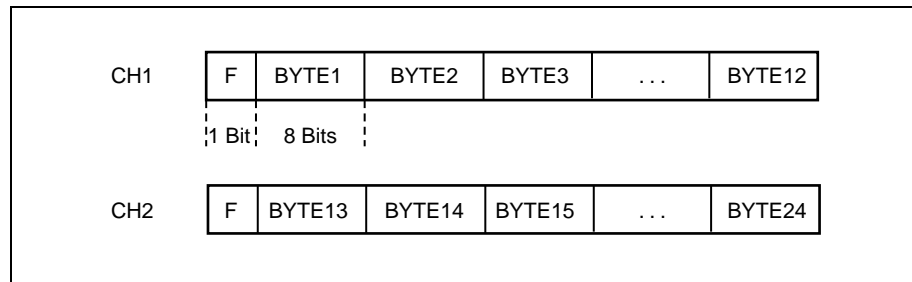 CH1 F BYTE1 BYTE2 BYTE3 ... BYTE12
1 Bit 8 Bits
CH2 F BYTE13 BYTE14 BYTE15 ... BYTE24